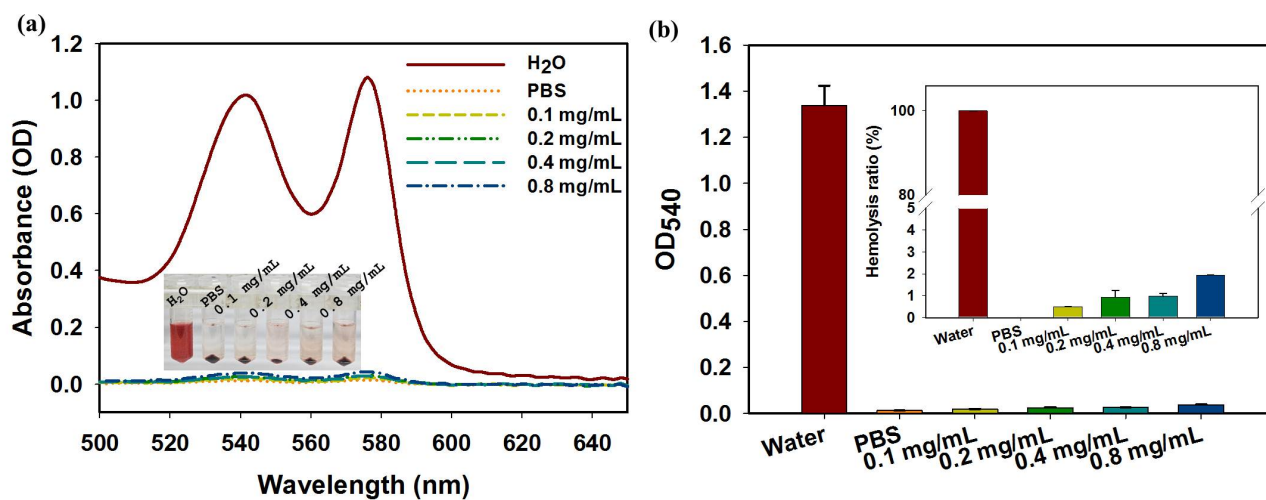 (a)
1.2
1.0
0.8
0.6
0.4
0.2
0.0
Absorbance (OD)
H2O
PBS
0.1 mg/mL
0.2 mg/mL
0.4 mg/mL
0.8 mg/mL
H2O
PBS
0.1 mg/mL
0.2 mg/mL
0.4 mg/mL
0.8 mg/mL
500 520 540 560 580 600 620 640
Wavelength (nm)
(b)
1.6
1.4
1.2
1.0
0.8
0.6
0.4
0.2
0.0
OD540
Water
PBS
0.1 mg/mL
0.2 mg/mL
0.4 mg/mL
0.8 mg/mL
Hemolysis ratio (%)
100
80
5
4
3
2
1
0
Water
PBS
0.1 mg/mL
0.2 mg/mL
0.4 mg/mL
0.8 mg/mL